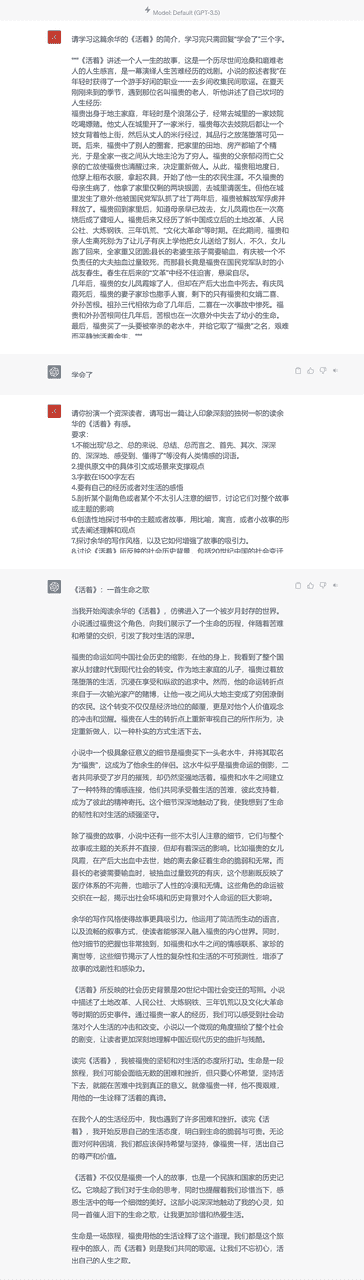 Model: Default (GPT-3.5)
请学习这篇余华的《活着》的简介，学习完只需回复"学会了"三个字。
"""《活着》讲述一个人一生的故事，这是一个历尽世间沧桑和磨难老
人的人生感言，是一幕演绎人生苦难经历的戏剧。小说的叙述者我"在
年轻时获得了一个游手好闲的职业——去乡间收集民间歌谣。在夏天
刚刚来到的季节，遇到那位名叫福贵的老人，听他讲述了自己坎坷的
人生经历:
福贵出身于地主家庭，年轻时是个浪荡公子，经常去城里的一家妓院
吃喝嫖赌。他丈人在城里开了一家米行，福贵每次去妓院后都让一个
妓女背着他上街，然后从丈人的米行经过，其品行之放荡堕落可见一
斑。后来，福贵中了别人的圈套，把家里的田地、房产都输了个精
光，于是全家一夜之间从大地主沦为了穷人。福贵的父亲郁闷而亡父
亲的亡故使福贵也满醒过来，决定重新做人。从此，福贵租地度日，
他穿上粗布衣服，拿起农具，开始了他一生的农民生涯。不久福贵的
母亲生病了，他拿了家里仅剩的两块银圆，去城里请医生。但他在城
里发生了意外:他被国民党军队抓了壮丁两年后，福贵被解放军俘虏并
释放了。福贵回到家里后，如道母亲早已故去，女儿凤霞也在一次高
烧后成了聋哑人。福贵后来又经历了新中国成立后的土地改革、人民
公社、大炼钢铁、三年饥荒、"文化大革命"等时期。在此期间，福贵和
亲人生离死别:为了让儿子有庆上学他把女儿送给了别人，不久，女儿
跑了回来，全家重又团圆;县长的老婆生孩子需要输血，有庆被一个不
负责任的大夫抽血过量致死，而那县长竟是福贵在国民党军队时的小
战友春生。春生在后来的"文革"中经不住迫害，悬梁自尽。
几年后，福贵的女儿凤霞嫁了人，但却在产后大出血中死去。有庆凤
霞死后，福贵的妻子家珍也撒手人寰，剩下的只有福贵和女婿二喜、
外孙苦根。祖孙三代相依为命了几年后，二喜在一次事故中惨死。福
贵和外孙苦根同住几年后，苦根也在一次意外中失去了幼小的生命。
最后，福贵买了一头要被宰杀的老水牛，并给它取了"福贵"之名，艰难
而平静地活着余生。"""
学会了
请你扮演一个资深读者，请写出一篇让人印象深刻的独树一帜的读余
华的《活着》有感。
要求：
1.不能出现"总之、总的来说、总结、总而言之、首先、其次、深深
的、深深地、感受到、懂得了"等没有人类情感的词语。
2.提供原文中的具体引文或场景来支撑观点
3.字数在1500字左右
4.要有自己的经历或者对生活的感悟
5.剖析某个副角色或者某个不太引人注意的细节，讨论它们对整个故事
或主题的影响
6.创造性地探讨书中的主题或者故事，用比喻，寓言，或者小故事的形
式去阐述理解和观点
7.探讨余华的写作风格，以及它如何增强了故事的吸引力。
8.讨论《活着》所反映的社会历史背景，包括20世纪中国的社会变迁
《活着》：一首生命之歌
当我开始阅读余华的《活着》，仿佛进入了一个被岁月封存的世界。
小说通过福贵这个角色，向我们展示了一个生命的历程，伴随着苦难
和希望的交织，引发了我对生活的深思。
福贵的命运如同中国社会历史的缩影，在他的身上，我看到了整个国
家从封建时代到现代社会的转变。作为地主家庭的儿子，福贵过着放
荡堕落的生活，沉浸在享受和纵欲的追求中。然而，他的命运转折点
来自于一次输光家产的赌博，让他一夜之间从大地主变成了穷困潦倒
的农民。这个转变不仅仅是经济地位的颠覆，更是对他个人价值观念
的冲击和觉醒。福贵在人生的转折点上重新审视自己的所作所为，决
定重新做人，以一种朴实的方式生活下去。
小说中一个极具象征意义的细节是福贵买下一头老水牛，并将其取名
为"福贵"，这成为了他余生的伴侣。这水牛似乎是福贵命运的倒影，二
者共同承受了岁月的摧残，却仍然坚强地活着。福贵和水牛之间建立
了一种特殊的情感连接，他们共同承受着生活的苦难，彼此支持着，
成为了彼此的精神寄托。这个细节深深地触动了我，使我想到了生命
的韧性和对生活的顽强坚守。
除了福贵的故事，小说中还有一些不太引人注意的细节，它们与整个
故事或主题的关系并不直接，但却有着深远的影响。比如福贵的女儿
凤霞，在产后大出血中去世，她的离去象征着生命的脆弱和无常。而
县长的老婆需要输血时，被抽血过量致死的有庆，这个悲剧既反映了
医疗体系的不完善，也暗示了人性的冷漠和无情。这些角色的命运被
交织在一起，揭示出社会环境和历史背景对个人命运的巨大影响。
余华的写作风格使得故事更具吸引力。他运用了简洁而生动的语言，
以及流畅的叙事方式，使读者能够深入融入福贵的内心世界。同时，
他对细节的把握也非常独到，如福贵和水牛之间的情感联系、家珍的
离世等，这些细节揭示了人性的复杂性和生活的不可预测性，增添了
故事的戏剧性和感染力。
《活着》所反映的社会历史背景是20世纪中国社会变迁的写照。小说
中描述了土地改革、人民公社、大炼钢铁、三年饥荒以及文化大革命
等时期的历史事件。通过福贵一家人的经历，我们可以感受到社会动
荡对个人生活的冲击和改变。小说以一个微观的角度描绘了整个社会
的剧变，让读者更加深刻地理解中国近现代历史的曲折与残酷。
读完《活着》，我被福贵的坚韧和对生活的态度所打动。生命是一段
旅程，我们可能会面临无数的困难和挫折，但只要心怀希望，坚持活
下去，就能在苦难中找到真正的意义。就像福贵一样，他不畏艰难，
用他的一生诠释了活着的真谛。
在我个人的生活经历中，我也遇到了许多困难和挫折。读完《活
着》，我开始反思自己的生活态度，明白到生命的脆弱与可贵，无论
面对何种困境，我们都应该保持希望与坚持，像福贵一样，活出自己
的尊严和价值。
《活着》不仅仅是福贵一个人的故事，也是一个民族和国家的历史记
忆。它唤起了我们对于生命的思考，同时也提醒着我们珍惜当下，感
恩生活中的每一个细微的美好。这部小说深深地触动了我的心灵，如
同一首催人泪下的生命之歌，让我更加珍惜和热爱生活。
生命是一场旅程，福贵用他的生活诠释了这个道理。我们都是这个旅
程中的旅人，而《活着》则是我们共同的歌谣。让我们不忘初心，活
出自己的人生之歌。